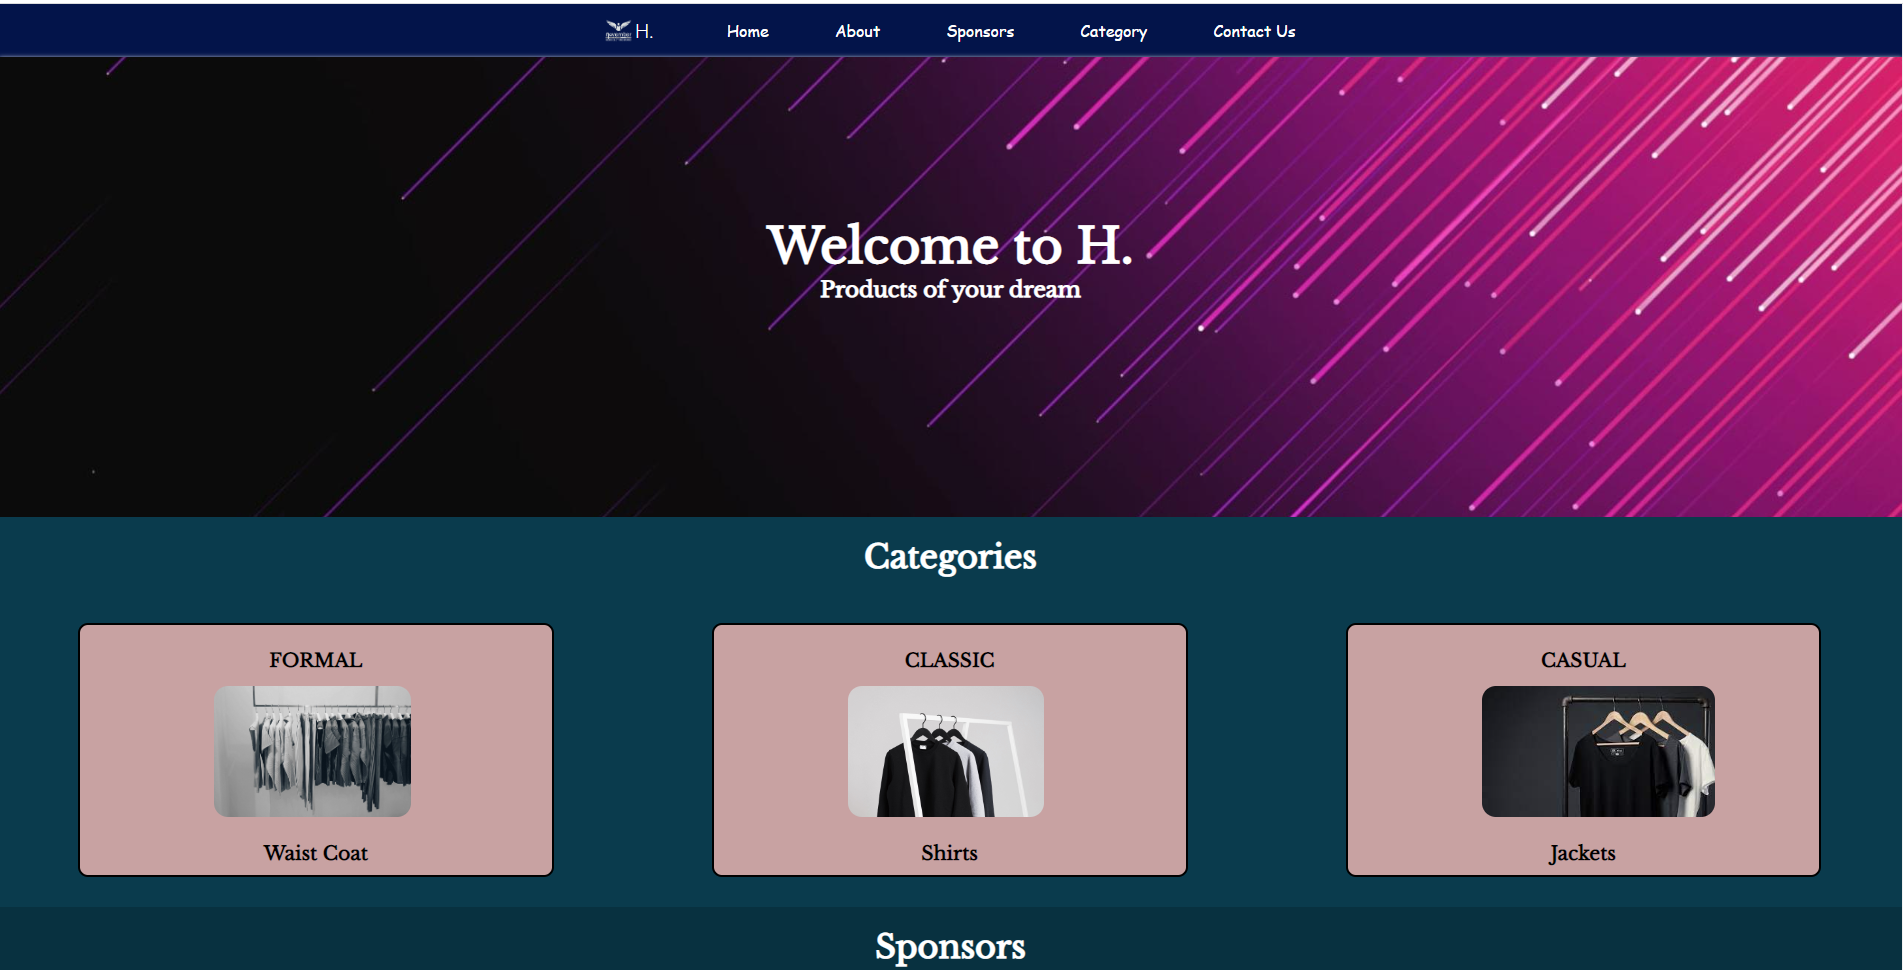 H. Home About Sponsors Category Contact Us
Welcome to H.
Products of your dream
Categories
FORMAL CLASSIC CASUAL
Waist Coat Shirts Jackets
Sponsors